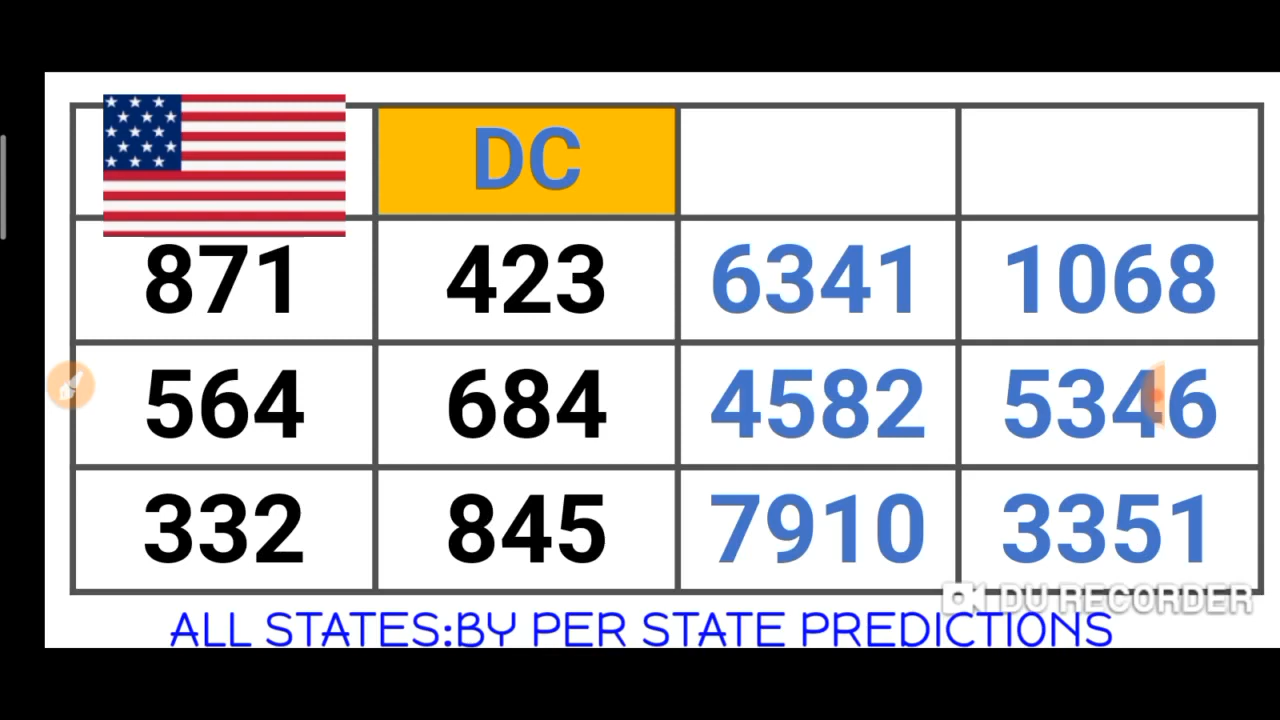 DC
871 423 6341 1068
564 684 4582 5346
332 845 7910 3351
DU RECORDER
ALL STATES:BY PER STATE PREDICTIONS